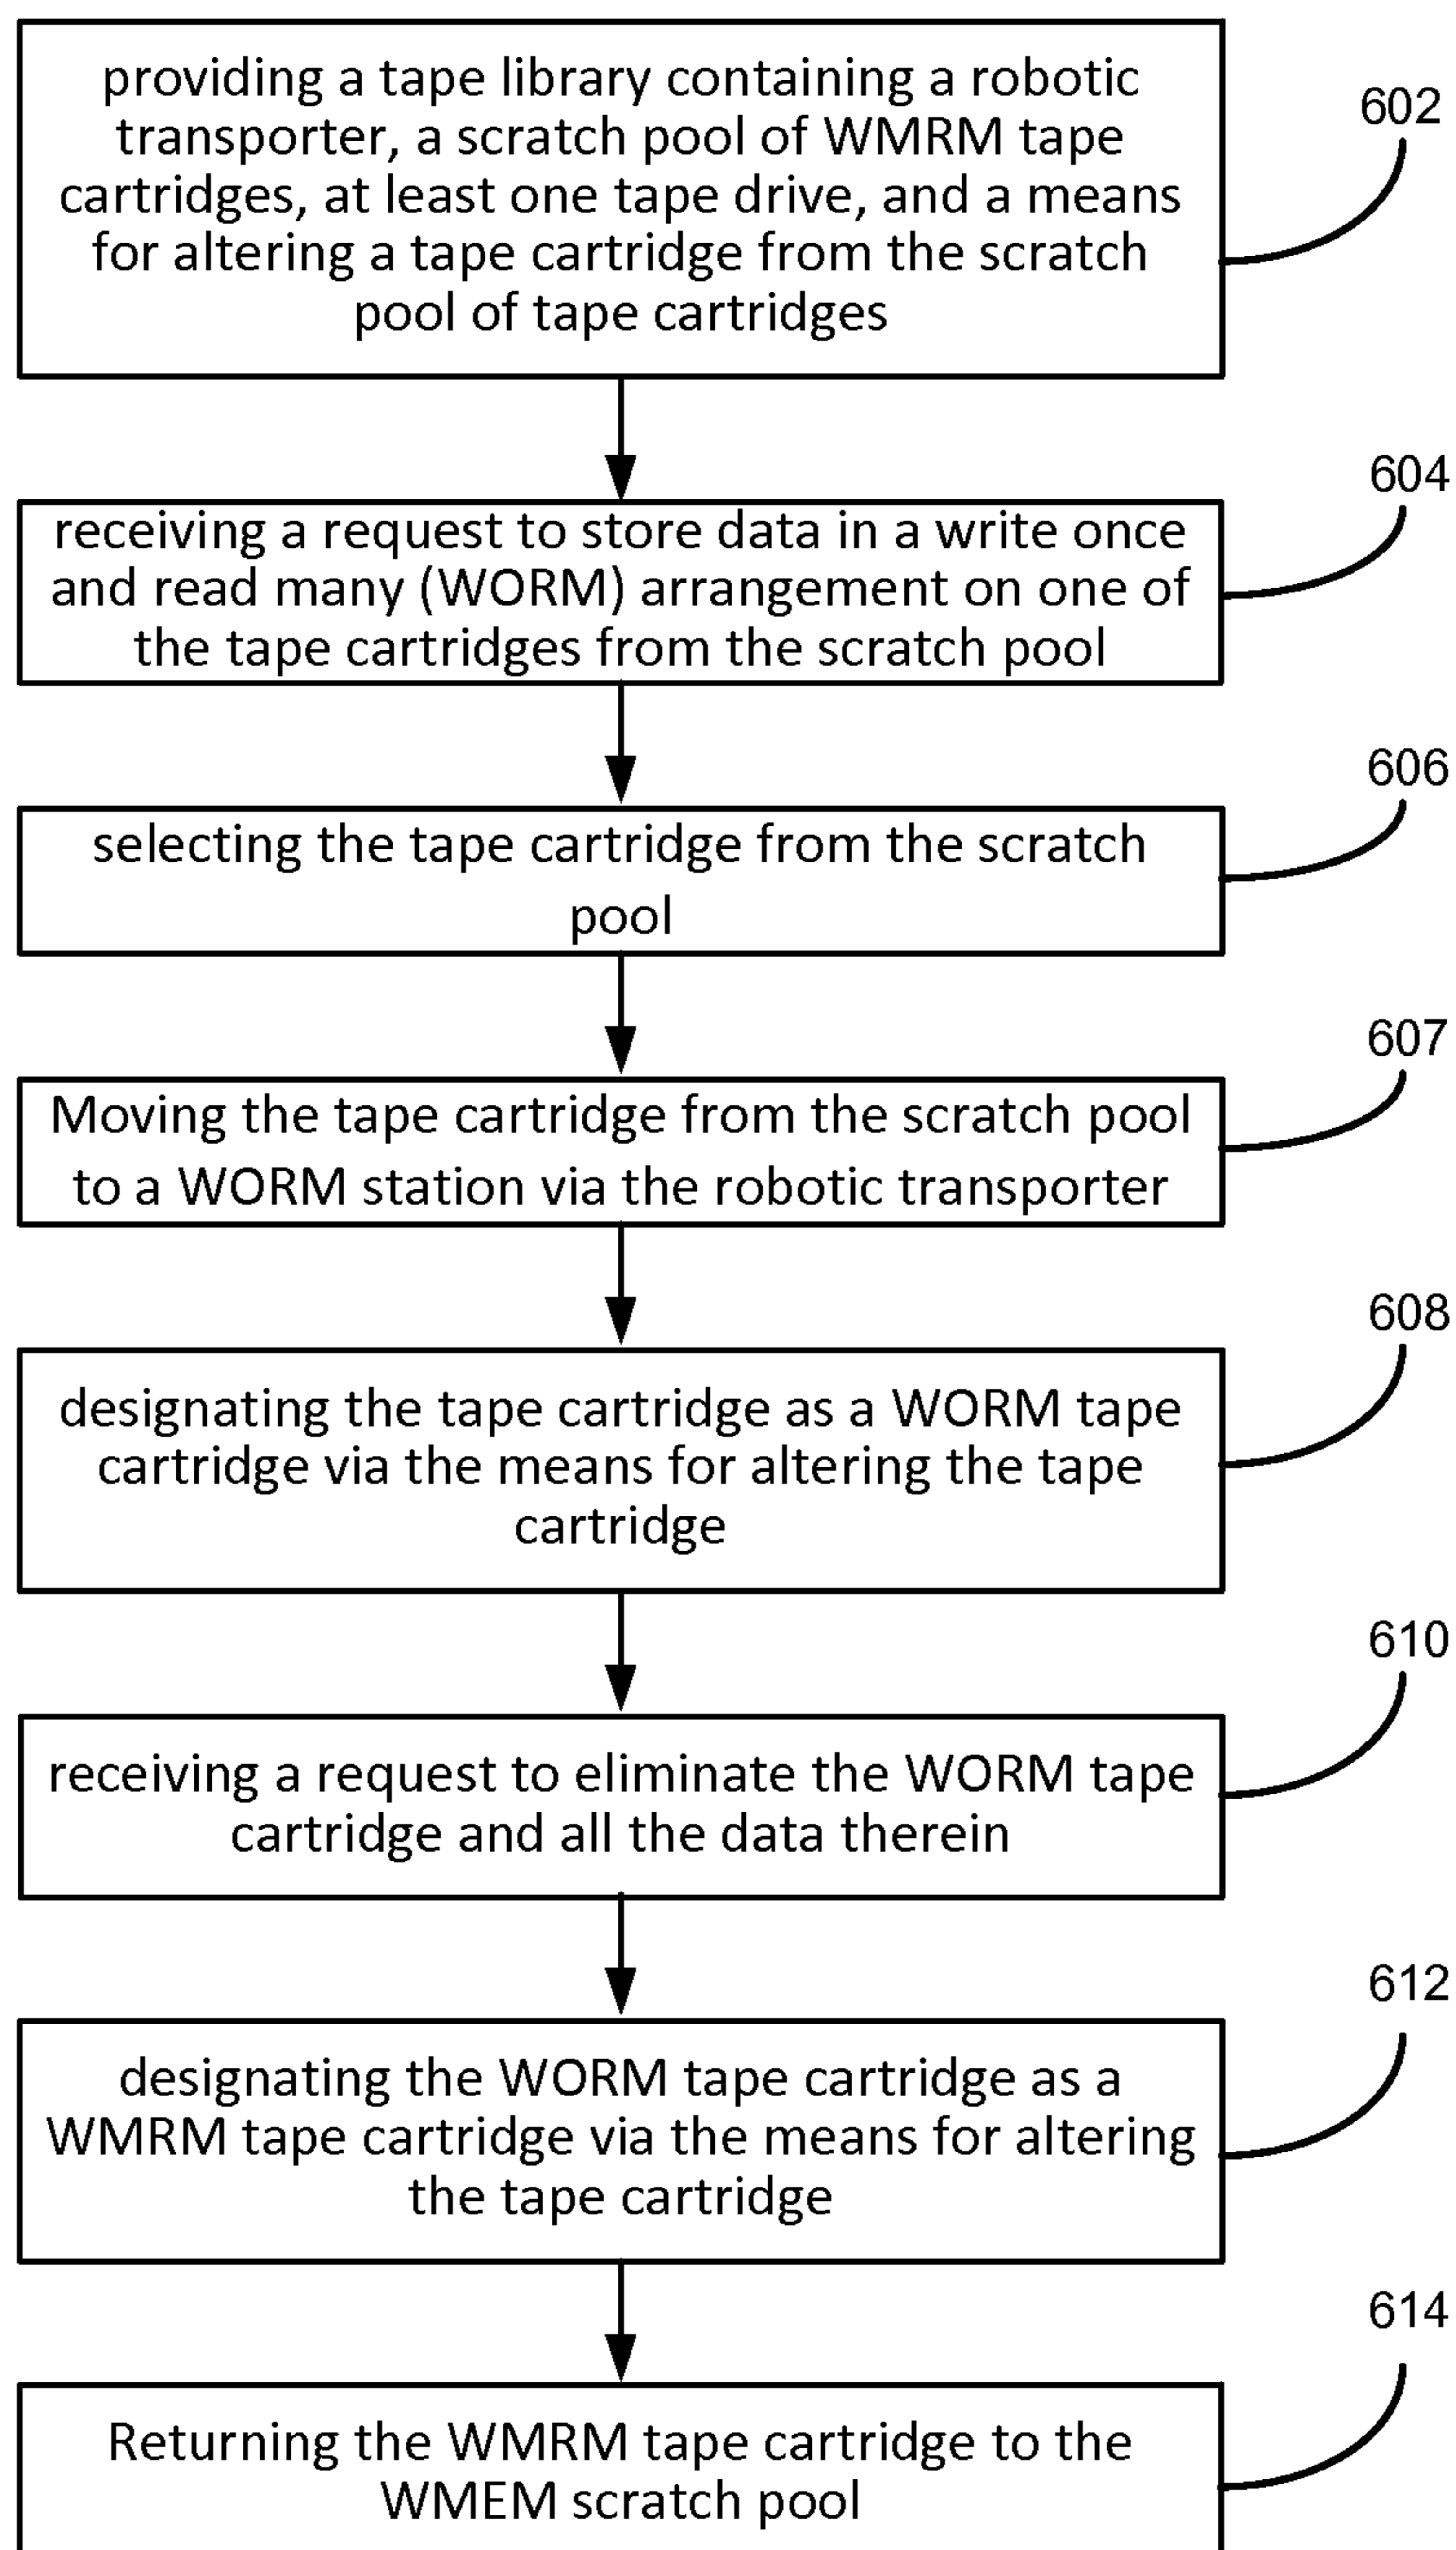 providing a tape library containing a robotic
transporter, a scratch pool of WMRM tape
cartridges, at least one tape drive, and a means
for altering a tape cartridge from the scratch
pool of tape cartridges
602
receiving a request to store data in a write once
and read many (WORM) arrangement on one of
the tape cartridges from the scratch pool
604
selecting the tape cartridge from the scratch
pool
606
Moving the tape cartridge from the scratch pool
to a WORM station via the robotic transporter
607
designating the tape cartridge as a WORM tape
cartridge via the means for altering the tape
cartridge
608
receiving a request to eliminate the WORM tape
cartridge and all the data therein
610
designating the WORM tape cartridge as a
WMRM tape cartridge via the means for altering
the tape cartridge
612
Returning the WMRM tape cartridge to the
WMEM scratch pool
614